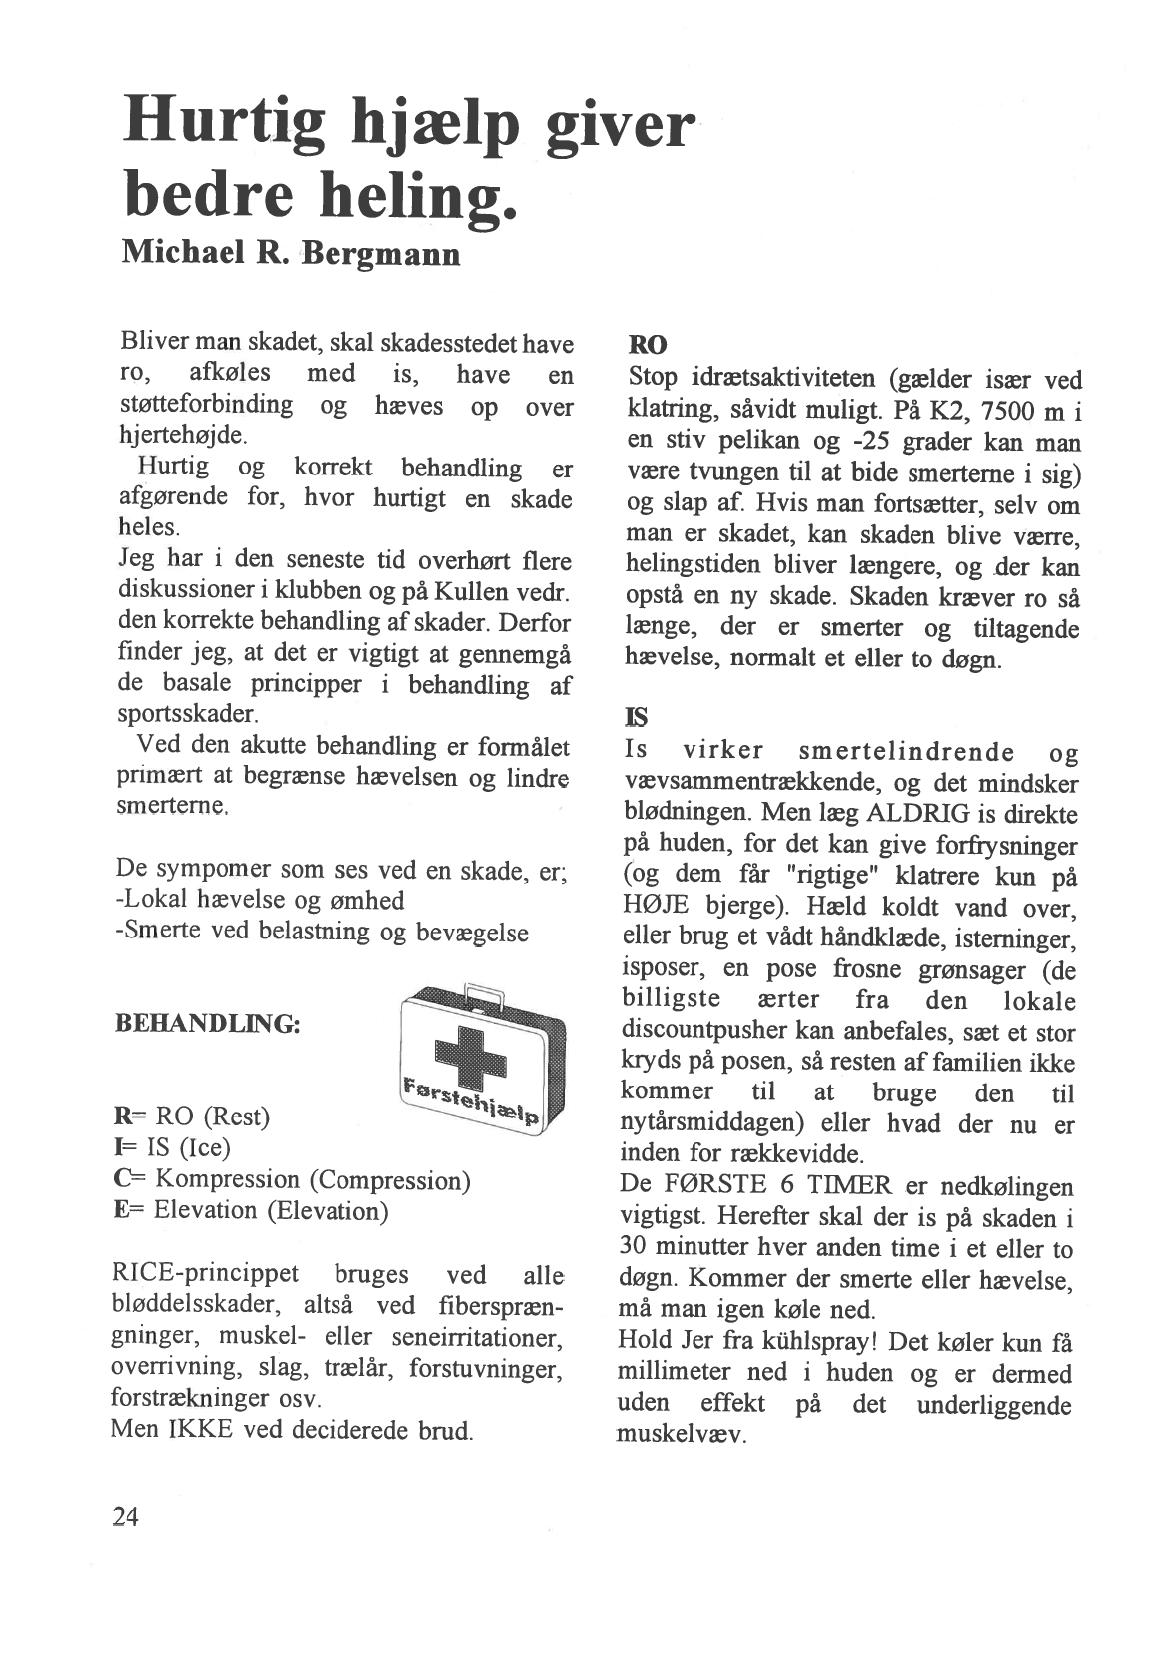 Hurtig hjælp giver
bedre heling.
Michael R. Bergmann
Bliver man skadet, skal skadesstedet have
ro, afkøles med is, have en
støtteforbinding og hæves op over
hjertehøjde.
Hurtig og korrekt behandling er
afgørende for, hvor hurtigt en skade
heles.
Jeg har i den seneste tid overhørt flere
diskussioner i klubben og på Kullen vedr.
den korrekte behandling af skader. Derfor
finder jeg, at det er vigtigt at gennemgå
de basale principper i behandling af
sportsskader.
Ved den akutte behandling er formålet
primært at begrænse hævelsen og lindre
smerterne.
De sympomer som ses ved en skade, er;
-Lokal hævelse og ømhed
-Smerte ved belastning og bevægelse
BEHANDLING:
Førstehjælp
R= RO (Rest)
I= IS (Ice)
C= Kompression (Compression)
E= Elevation (Elevation)
RICE-princippet bruges ved alle
bløddelsskader, altså ved fiberspræn-
gninger, muskel- eller seneirritationer,
overrivning, slag, trælår, forstuvninger,
forstrækninger osv.
Men IKKE ved deciderede brud.
RO
Stop idrætsaktiviteten (gælder især ved
klatring, såvidt muligt. På K2, 7500 m i
en stiv pelikan og -25 grader kan man
være tvungen til at bide smerterne i sig)
og slap af. Hvis man fortsætter, selv om
man er skadet, kan skaden blive værre,
helingstiden bliver længere, og der kan
opstå en ny skade. Skaden kræver ro så
længe, der er smerter og tiltagende
hævelse, normalt et eller to døgn.
IS
Is virker smertelindrende og
vævsammentrækkende, og det mindsker
blødningen. Men læg ALDRIG is direkte
på huden, for det kan give forfrysninger
(og dem får "rigtige" klatrere kun på
HØJE bjerge). Hæld koldt vand over,
eller brug et vådt håndklæde, isterninger,
isposer, en pose frosne grønsager (de
billigste ærter fra den lokale
discountpusher kan anbefales, sæt et stor
kryds på posen, så resten af familien ikke
kommer til at bruge den til
nytårsmiddagen) eller hvad der nu er
inden for rækkevidde.
De FØRSTE 6 TIMER er nedkølingen
vigtigst. Herefter skal der is på skaden i
30 minutter hver anden time i et eller to
døgn. Kommer der smerte eller hævelse,
må man igen køle ned.
Hold Jer fra kühlspray! Det køler kun få
millimeter ned i huden og er dermed
uden effekt på det underliggende
muskelvæv.
24